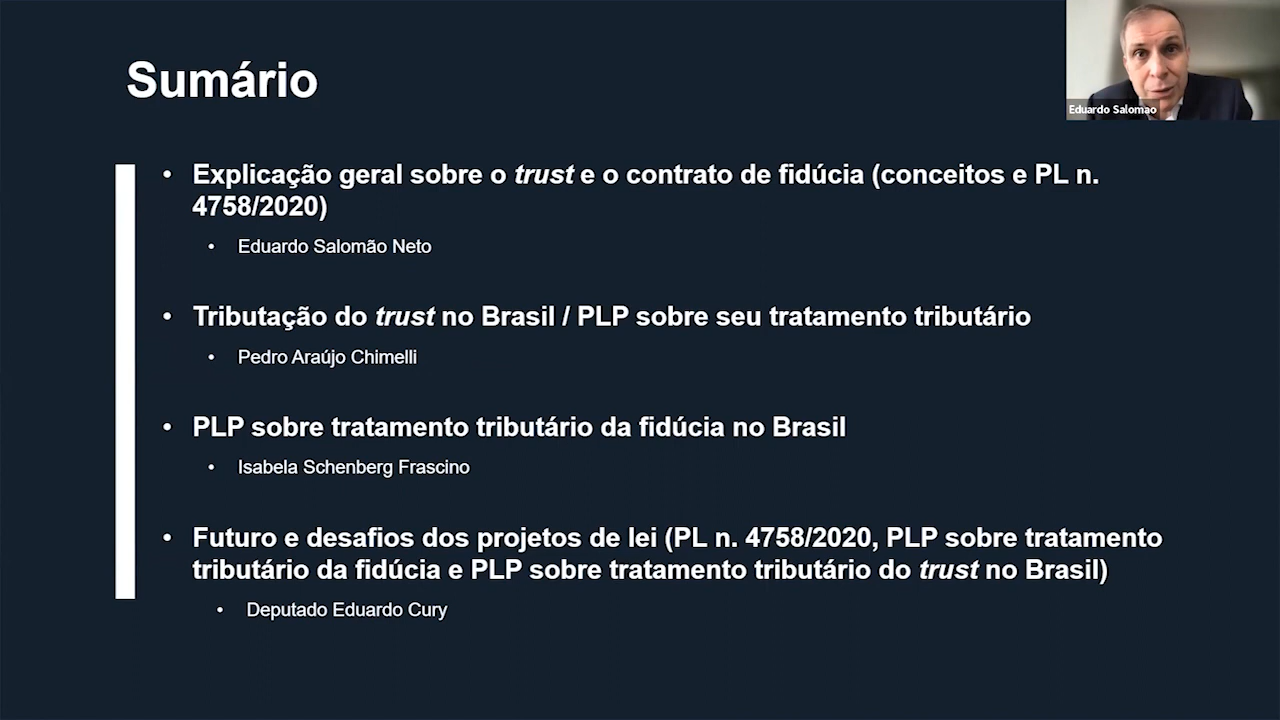 Sumário
Eduardo Salomao
• Explicação geral sobre o trust e o contrato de fidúcia (conceitos e PL n.
4758/2020)
• Eduardo Salomão Neto
• Tributação do trust no Brasil / PLP sobre seu tratamento tributário
• Pedro Araújo Chimelli
• PLP sobre tratamento tributário da fidúcia no Brasil
• Isabela Schenberg Frascino
• Futuro e desafios dos projetos de lei (PL n. 4758/2020, PLP sobre tratamento
tributário da fidúcia e PLP sobre tratamento tributário do trust no Brasil)
• Deputado Eduardo Cury